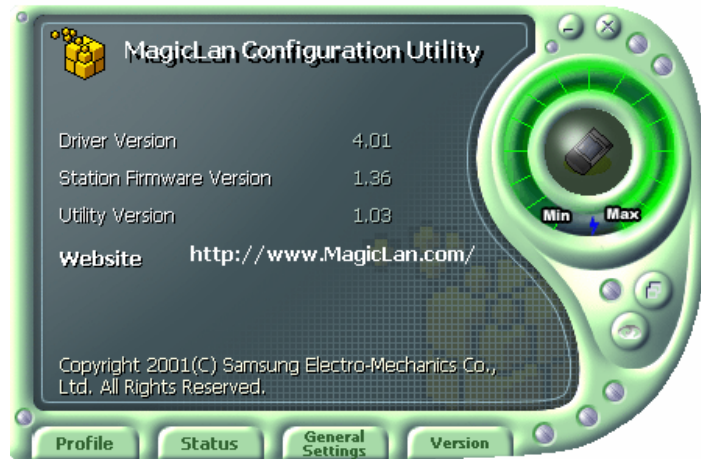 MagicLan Configuration Utility
Driver Version 4.01
Station Firmware Version 1.36
Utility Version 1.03
Min Max
Website http://www.MagicLan.com/
Copyright 2001(C) Samsung Electro-Mechanics Co.,
Ltd. All Rights Reserved.
Profile
Status
General
Settings
Version